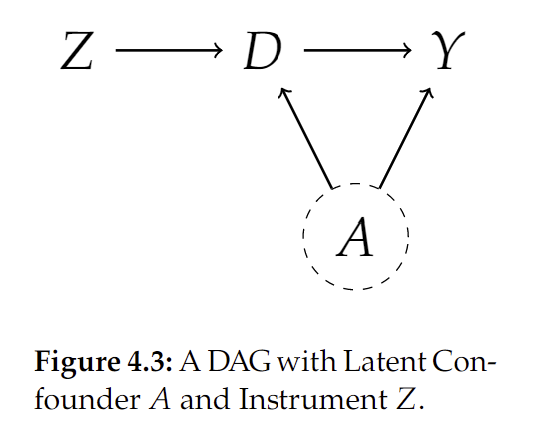 Z D Y
A
Figure 4.3: A DAG with Latent Con-
founder A and Instrument Z.